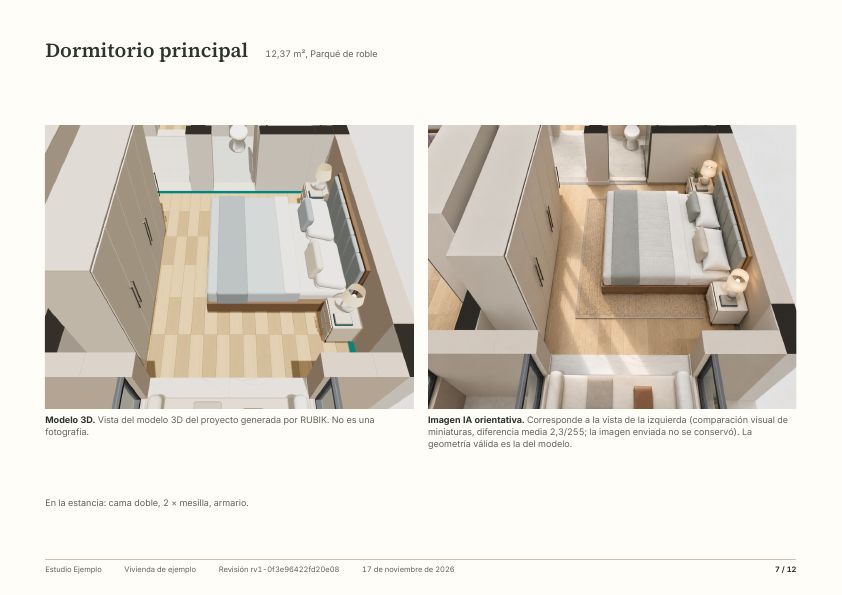 Dormitorio principal 12,37 m², Parqué de roble
Modelo 3D. Vista del modelo 3D del proyecto generada por RUBIK. No es una
fotografía.
Imagen IA orientativa. Corresponde a la vista de la izquierda (comparación visual de
miniaturas, diferencia media 2,3/255; la imagen enviada no se conservó). La
geometría válida es la del modelo.
En la estancia: cama doble, 2 × mesilla, armario.
Estudio Ejemplo Vivienda de ejemplo Revisión rv1-0f3e96422fd20e08 17 de noviembre de 2026 7 / 12